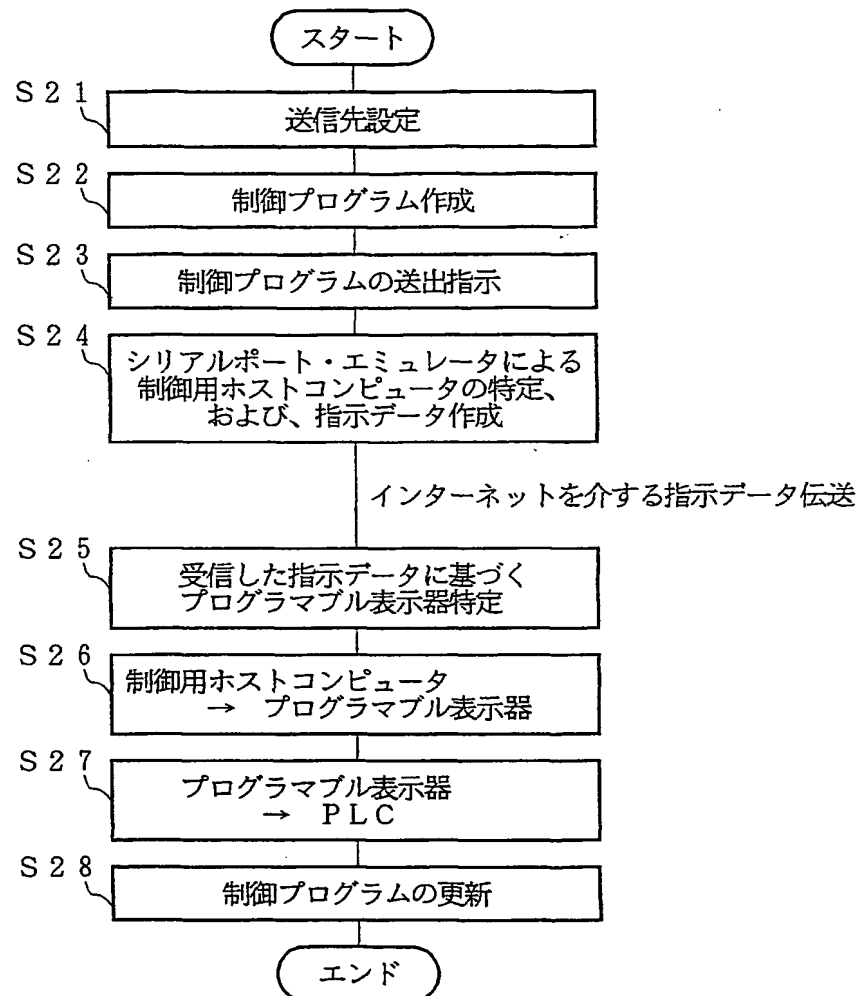 スタート
S21
送信先設定
S22
制御プログラム作成
S23
制御プログラムの送出指示
S24
シリアルポート・エミュレータによる
制御用ホストコンピュータの特定、
および、指示データ作成
インターネットを介する指示データ伝送
S25
受信した指示データに基づく
プログラマブル表示器特定
S26
制御用ホストコンピュータ
→ プログラマブル表示器
S27
プログラマブル表示器
→ PLC
S28
制御プログラムの更新
エンド